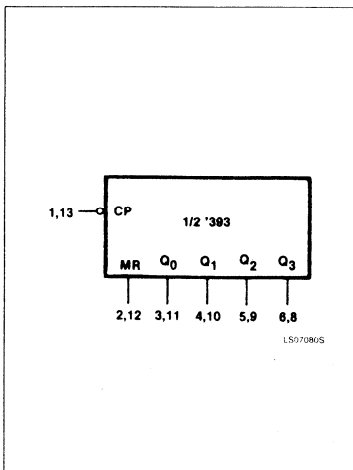 1,13 CP
1/2 '393
MR Q0 Q1 Q2 Q3
2,12 3,11 4,10 5,9 6,8
LS07080S